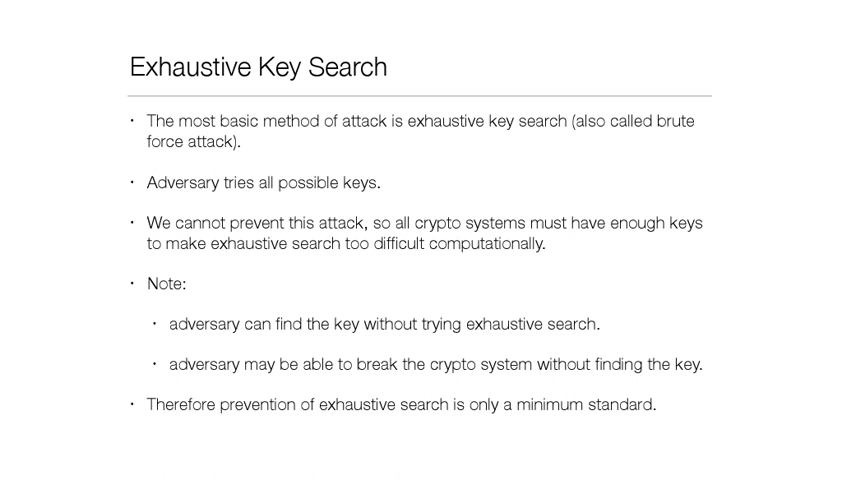 Exhaustive Key Search
• The most basic method of attack is exhaustive key search (also called brute
force attack).
• Adversary tries all possible keys.
• We cannot prevent this attack, so all crypto systems must have enough keys
to make exhaustive search too difficult computationally.
• Note:
• adversary can find the key without trying exhaustive search.
• adversary may be able to break the crypto system without finding the key.
• Therefore prevention of exhaustive search is only a minimum standard.